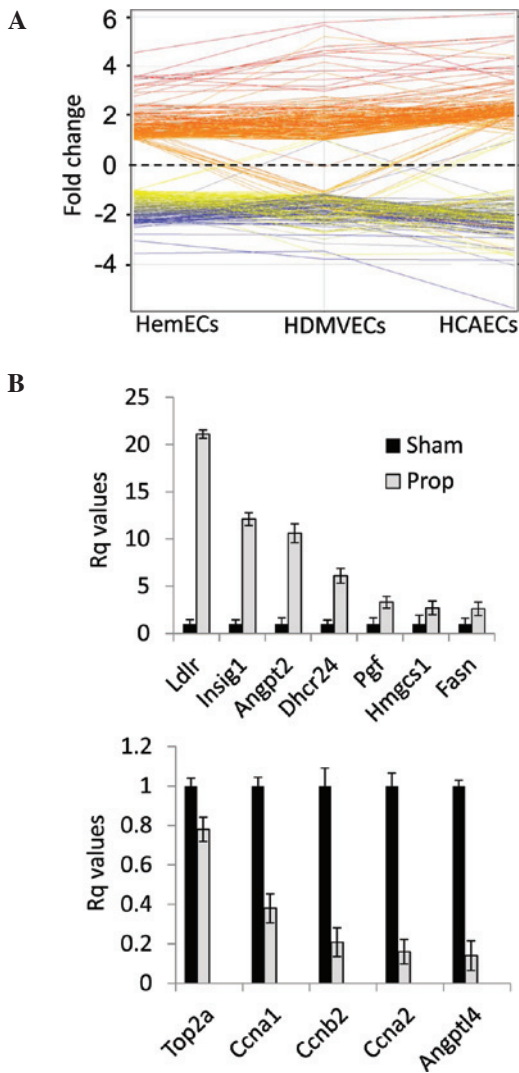 A
Fold change
6
4
2
0
-2
-4
HemECs HDMVECs HCAECs
B
Rq values
25
20
15
10
5
0
Sham
Prop
Ldlr Insig1 Angpt2 Dhcr24 Pgf Hmgcs1 Fasn
Rq values
1.2
1
0.8
0.6
0.4
0.2
0
Top2a Ccna1 Ccnb2 Ccna2 Angptl4